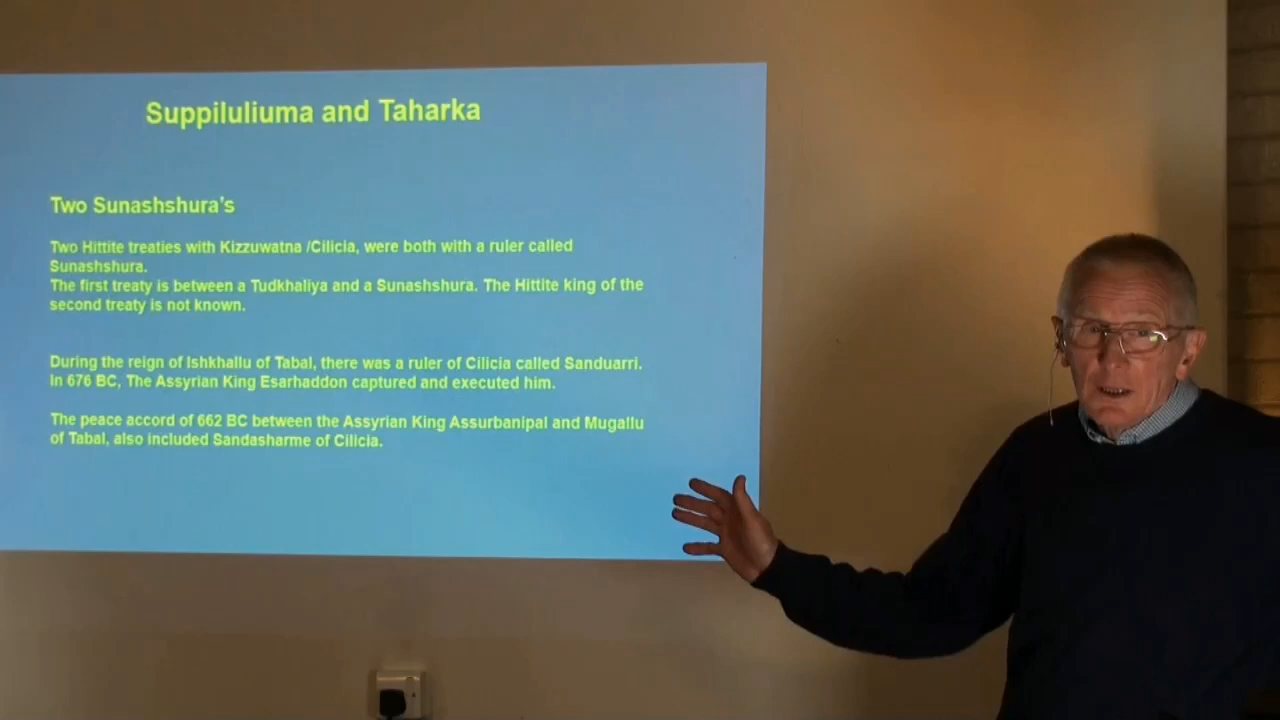 Suppiluliuma and Taharka
Two Sunashshura's
Two Hittite treaties with Kizzuwatna /Cilicia, were both with a ruler called
Sunashshura.
The first treaty is between a Tudkhaliya and a Sunashshura. The Hittite king of the
second treaty is not known.
During the reign of Ishkhallu of Tabal, there was a ruler of Cilicia called Sanduarri.
In 676 BC, The Assyrian King Esarhaddon captured and executed him.
The peace accord of 662 BC between the Assyrian King Assurbanipal and Mugallu
of Tabal, also included Sandasharme of Cilicia.